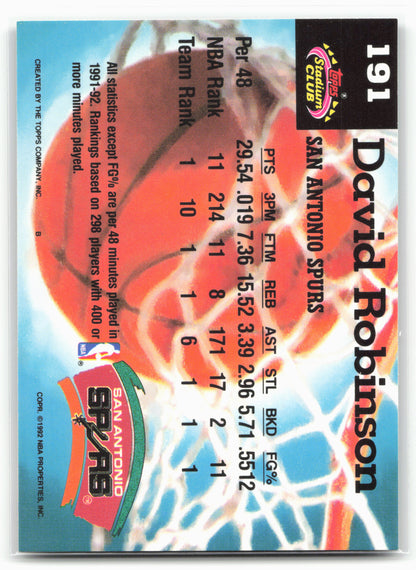 191
TOPPS
Stadium
CLUB
David Robinson
SAN ANTONIO SPURS
PTS 3PM FTM REB AST STL BKD FG%
Per 48 29.54 .019 7.36 15.52 3.39 2.96 5.71 .5512
NBA Rank 11 214 11 8 171 17 2 11
Team Rank 1 10 1 1 6 1 1 1
All statistics except FG% are per 48 minutes played in
1991-92. Rankings based on 298 players with 400 or
more minutes played.
NBA
SAN ANTONIO
SPURS
CREATED BY THE TOPPS COMPANY, INC. B
COPR. ©1992 NBA PROPERTIES, INC.